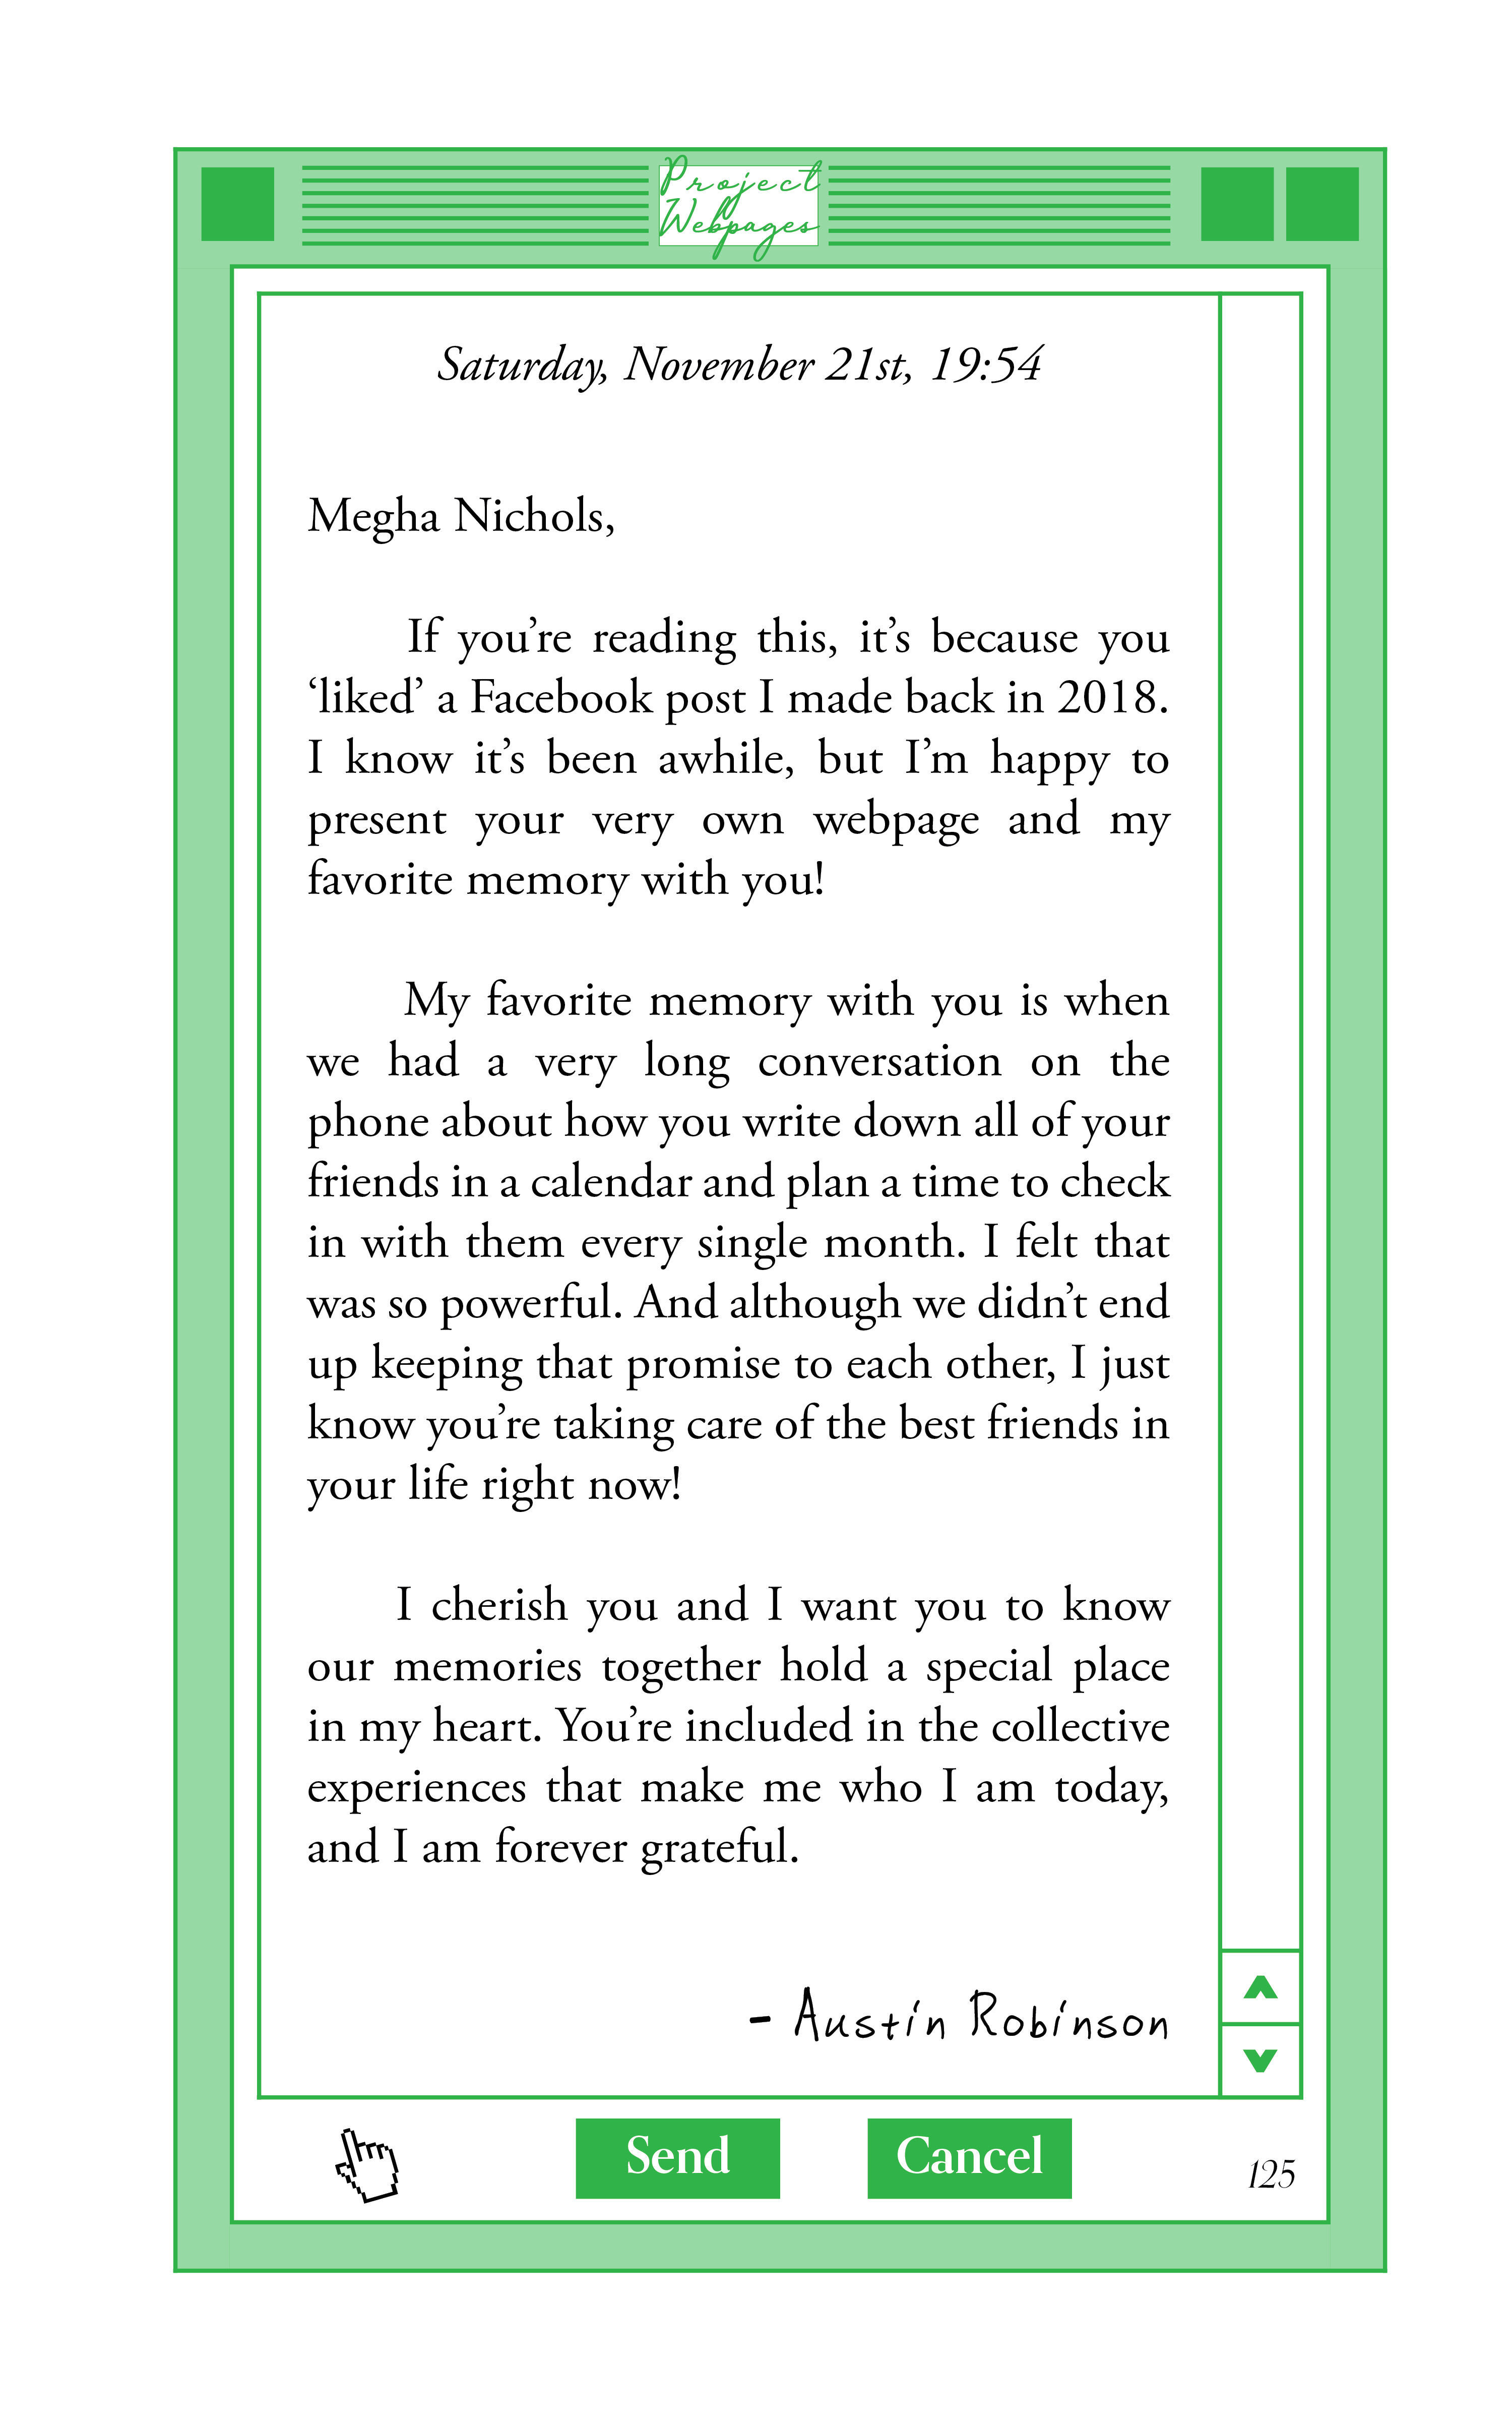 Project
Webpages
Saturday, November 21st, 19:54
Megha Nichols,
If you’re reading this, it’s because you
‘liked’ a Facebook post I made back in 2018.
I know it’s been awhile, but I’m happy to
present your very own webpage and my
favorite memory with you!
My favorite memory with you is when
we had a very long conversation on the
phone about how you write down all of your
friends in a calendar and plan a time to check
in with them every single month. I felt that
was so powerful. And although we didn’t end
up keeping that promise to each other, I just
know you’re taking care of the best friends in
your life right now!
I cherish you and I want you to know
our memories together hold a special place
in my heart. You’re included in the collective
experiences that make me who I am today,
and I am forever grateful.
- Austin Robinson
Send Cancel
125